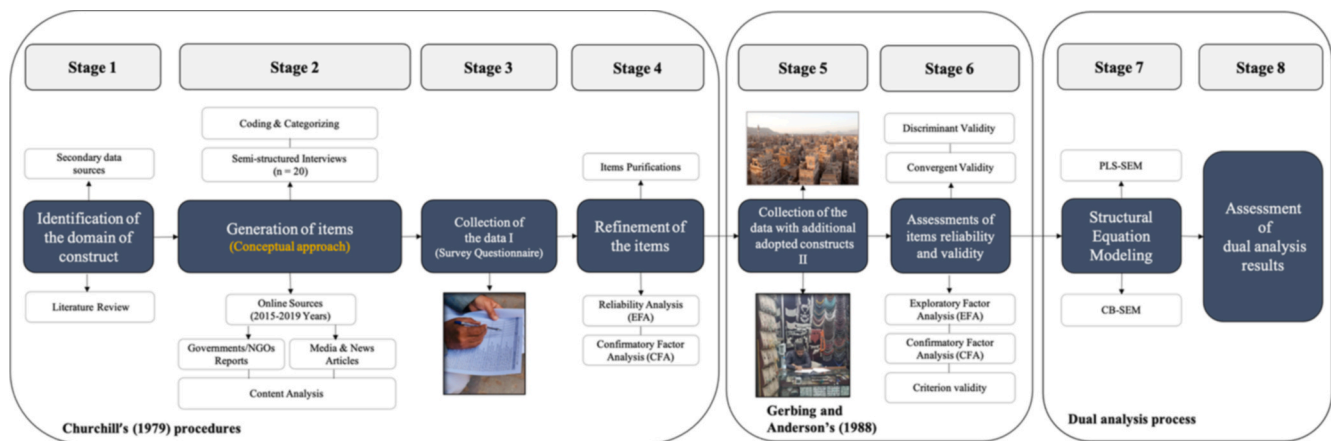 Stage 1
Stage 2
Stage 3
Stage 4
Stage 5
Stage 6
Stage 7
Stage 8
Coding & Categorizing
Semi-structured Interviews
(n = 20)
Secondary data
sources
Items Purifications
Discriminant Validity
Convergent Validity
PLS-SEM
Identification of
the domain of
construct
Generation of items
(Conceptual approach)
Collection of
the data I
(Survey Questionnaire)
Refinement of
the items
Collection of the
data with additional
adopted constructs
II
Assessments of
items reliability
and validity
Structural
Equation
Modeling
Assessment
of
dual analysis
results
Literature Review
Online Sources
(2015-2019 Years)
Governments/NGOs
Reports
Media & News
Articles
Content Analysis
Reliability Analysis
(EFA)
Confirmatory Factor
Analysis (CFA)
Exploratory Factor
Analysis (EFA)
Confirmatory Factor
Analysis (CFA)
Criterion validity
CB-SEM
Churchill's (1979) procedures
Gerbing and
Anderson's (1988)
Dual analysis process